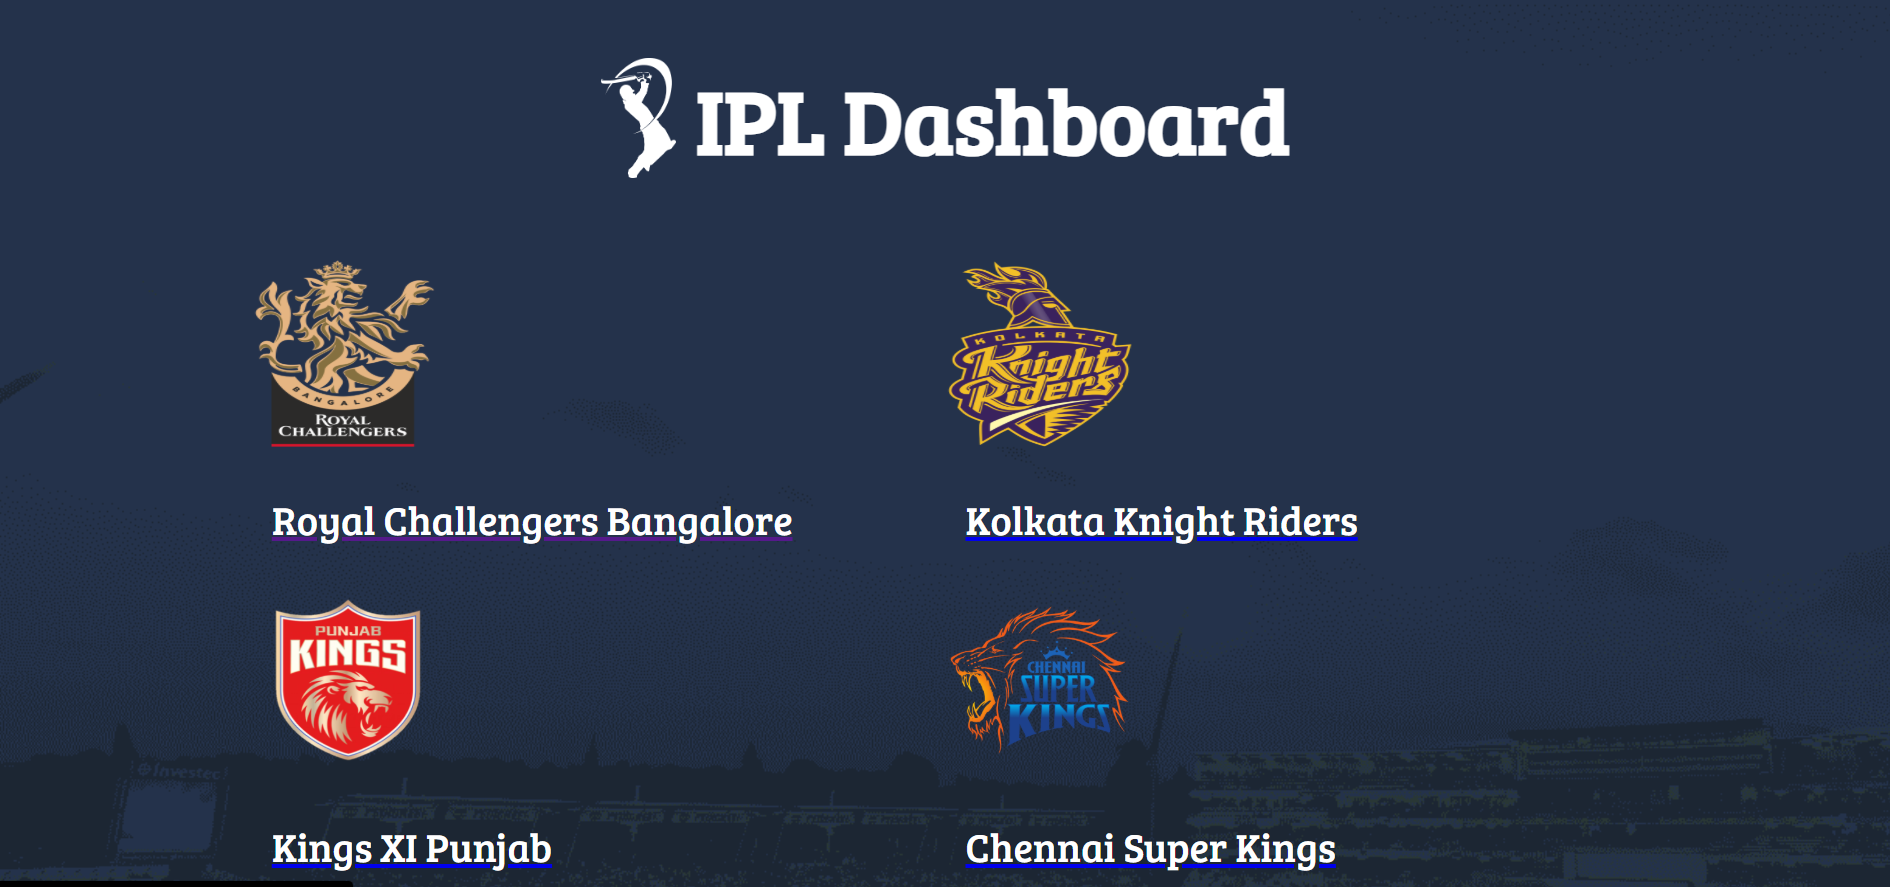 IPL Dashboard
BANGALORE
ROYAL
CHALLENGERS
KOLKATA
Knight
Riders
Royal Challengers Bangalore
Kolkata Knight Riders
PUNJAB
KINGS
CHENNAI
SUPER
KINGS
Investec
Kings XI Punjab
Chennai Super Kings